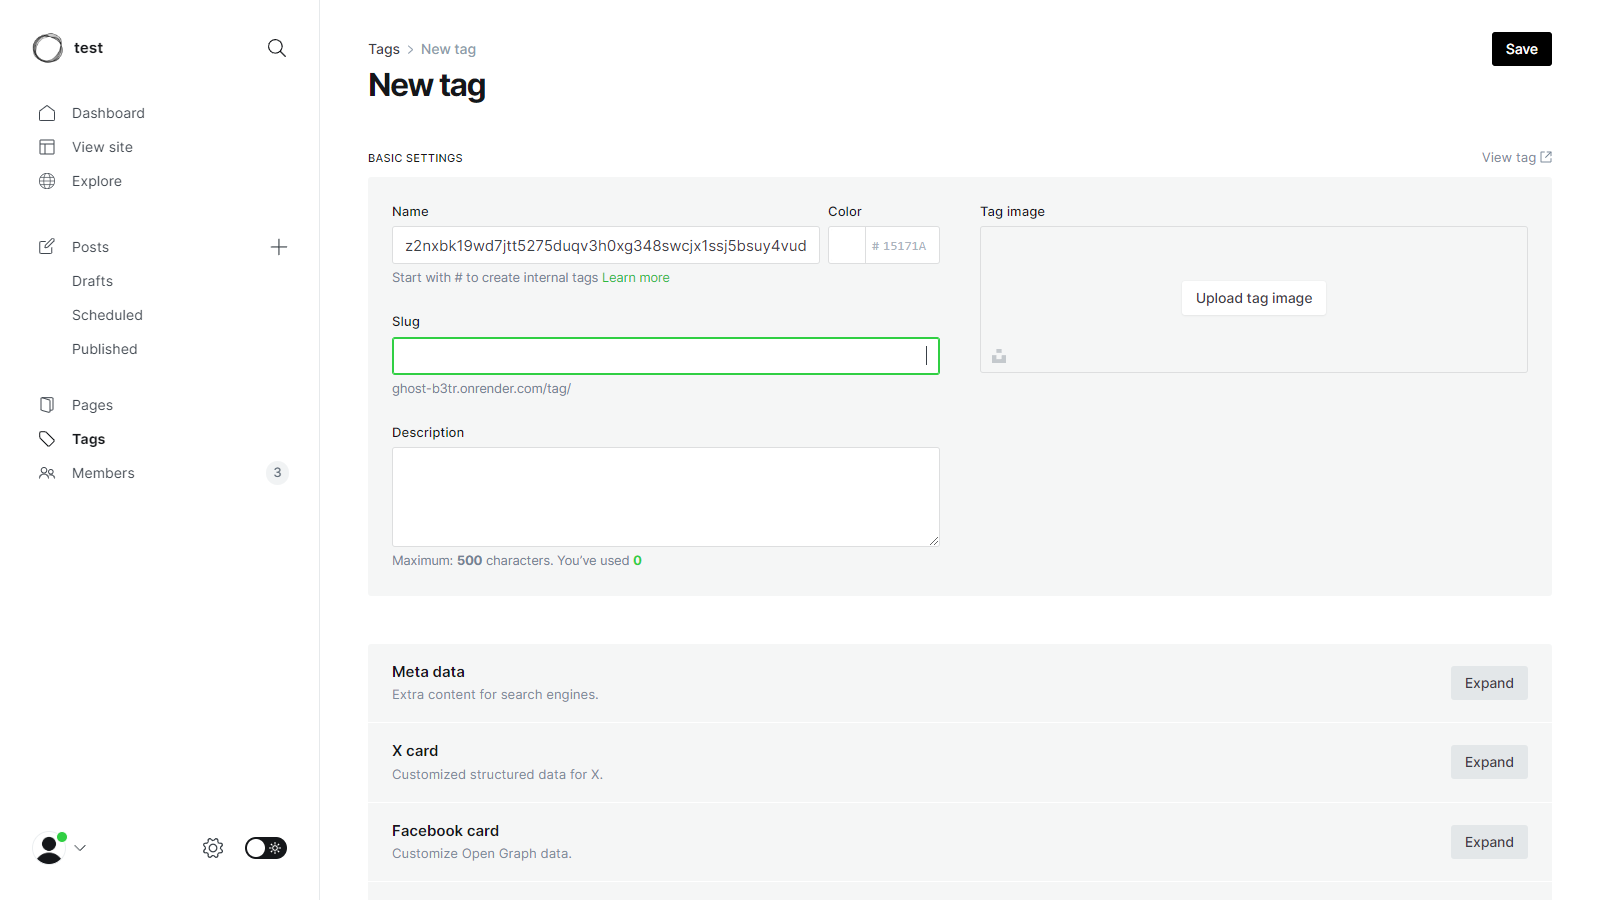 test
Dashboard
View site
Explore
Posts
Drafts
Scheduled
Published
Pages
Tags
Members
3
Tags
New tag
Save
New tag
BASIC SETTINGS
View tag
Name
z2nxbk19wd7jtt5275duqv3h0xg348swcjx1ssj5bsuy4vud
Start with # to create internal tags Learn more
Color
# 15171A
Slug
ghost-b3tr.onrender.com/tag/
Description
Maximum: 500 characters. You’ve used 0
Tag image
Upload tag image
Meta data
Extra content for search engines.
Expand
X card
Customized structured data for X.
Expand
Facebook card
Customize Open Graph data.
Expand